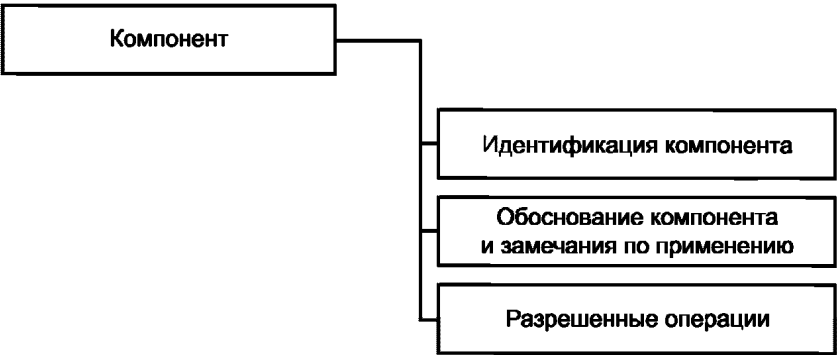 Компонент
Идентификация компонента
Обоснование компонента
и замечания по применению
Разрешенные операции